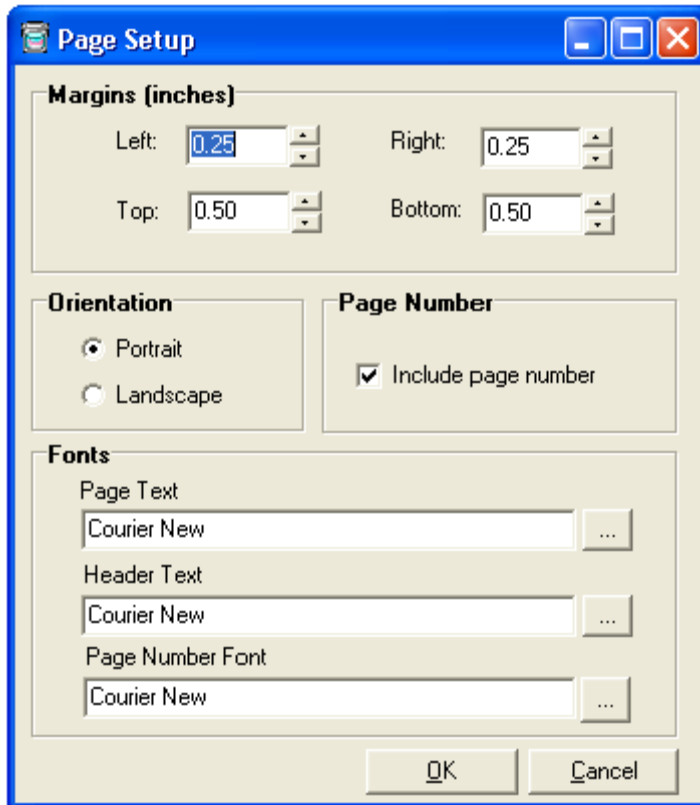 Page Setup
Margins (inches)
Left: 0.25 Right: 0.25
Top: 0.50 Bottom: 0.50
Orientation
Portrait
Landscape
Page Number
Include page number
Fonts
Page Text
Courier New ...
Header Text
Courier New ...
Page Number Font
Courier New ...
OK Cancel